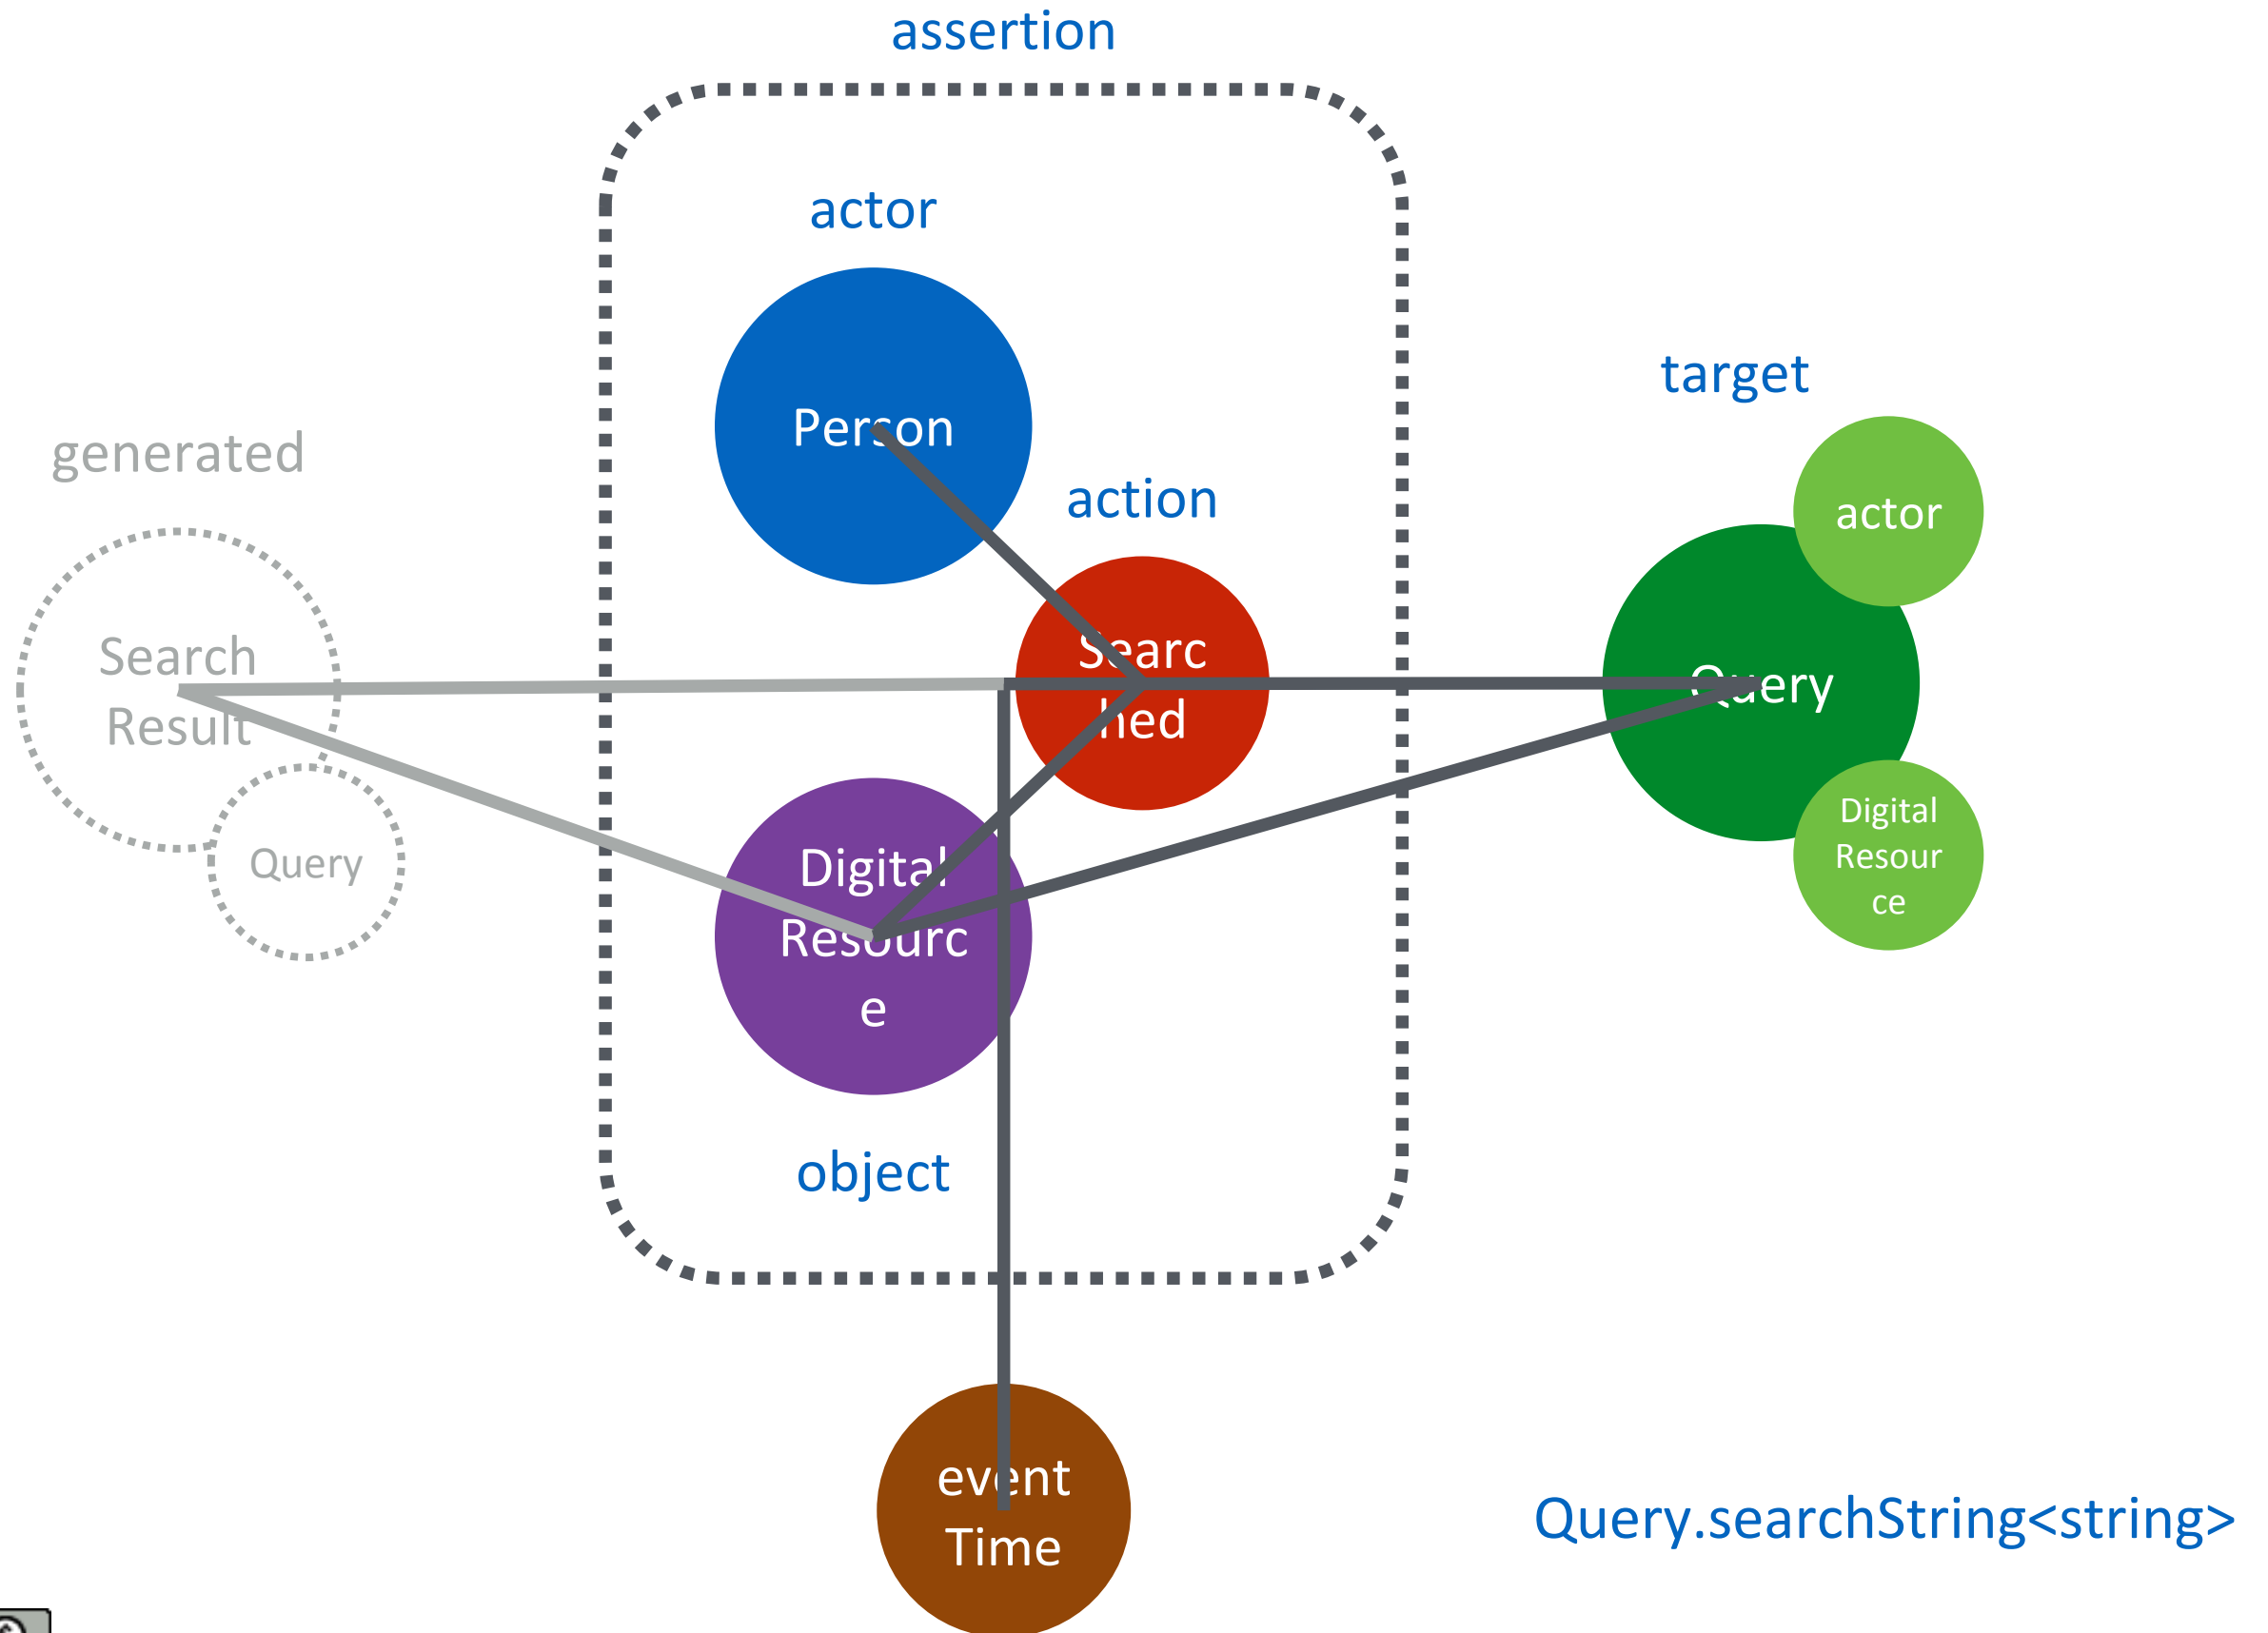 assertion
actor
Person
target
generated
action
actor
Search
Result
Searc
hed
Query
Digital
Resour
ce
Query
Digital
Resourc
e
object
event
Time
Query.searchString<string>